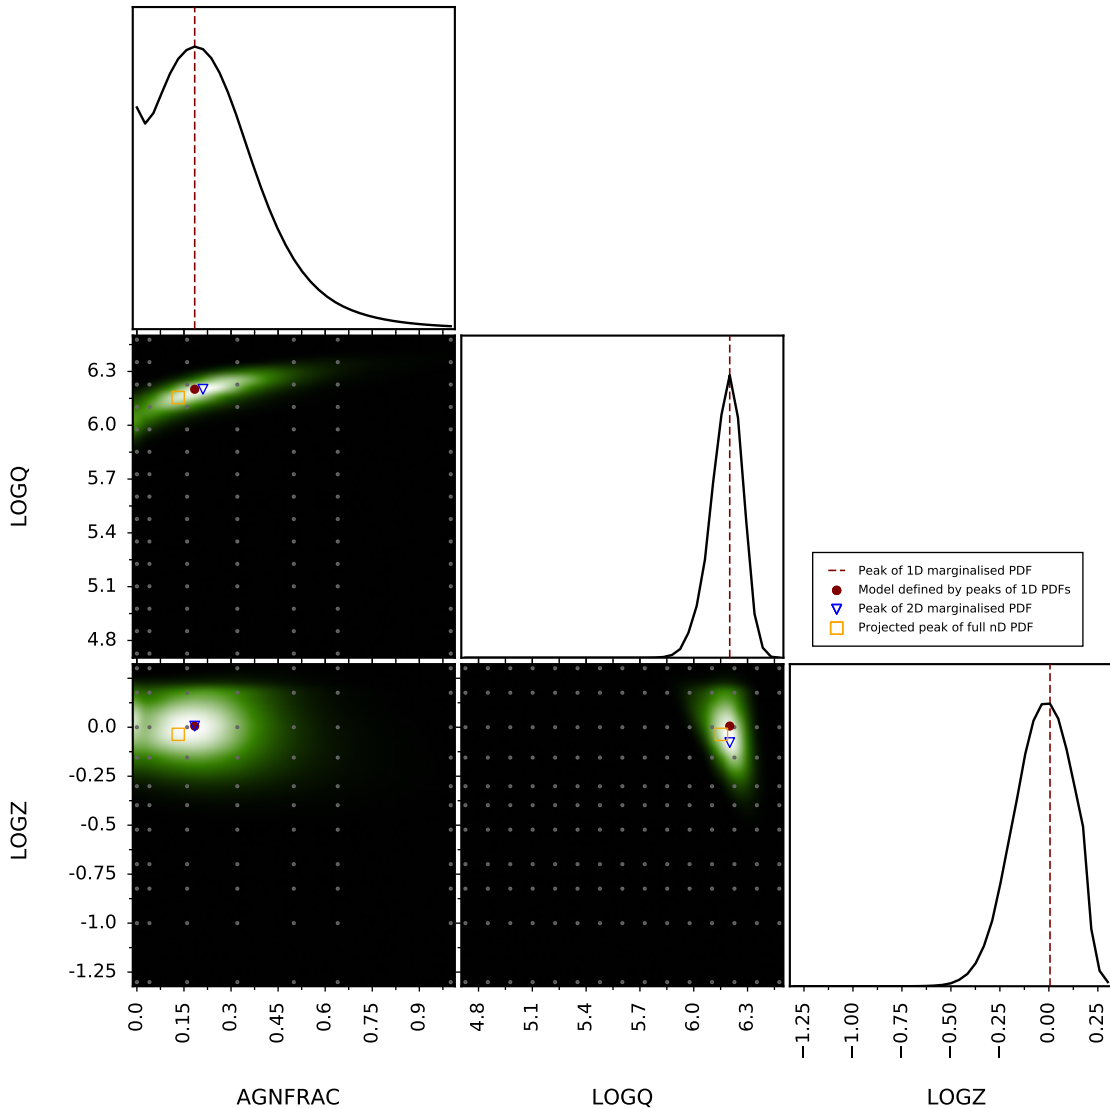 6.3
6.0
5.7
5.4
5.1
4.8
LOGQ
Peak of 1D marginalised PDF
Model defined by peaks of 1D PDFs
Peak of 2D marginalised PDF
Projected peak of full nD PDF
0.0
-0.25
-0.5
-0.75
-1.0
-1.25
LOGZ
0.0 0.15 0.3 0.45 0.6 0.75 0.9
4.8 5.1 5.4 5.7 6.0 6.3
−1.25 −1.00 −0.75 −0.50 −0.25 0.00 0.25
AGNFRAC LOGQ LOGZ